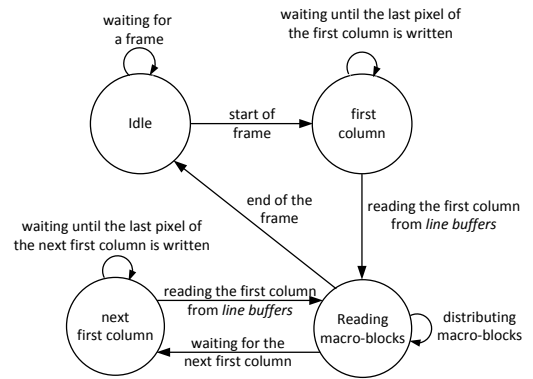 waiting for
a frame
waiting until the last pixel of
the first column is written
Idle
start of
frame
first
column
end of the
frame
reading the first column
from line buffers
waiting until the last pixel of
the next first column is written
next
first column
reading the first column
from line buffers
waiting for the
next first column
Reading
macro-blocks
distributing
macro-blocks